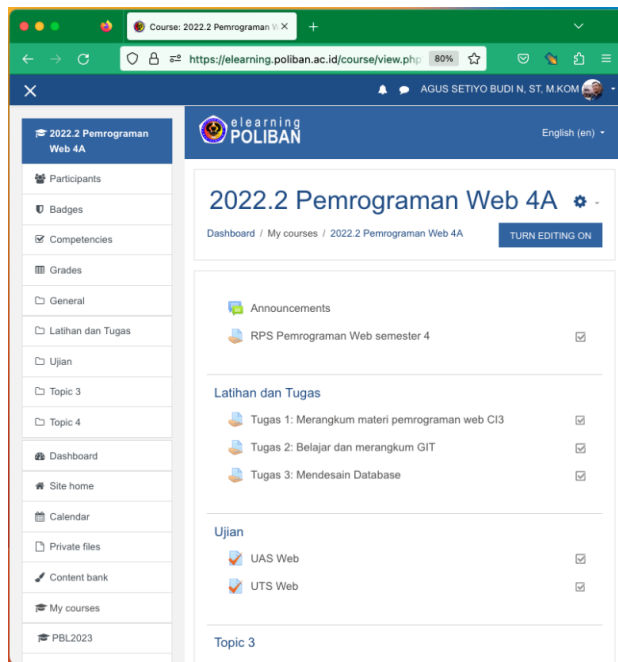 Course: 2022.2 Pemrograman W
https://elearning.poliban.ac.id/course/view.php
80%
AGUS SETIYO BUDI N, ST, M.KOM
2022.2 Pemrograman
Web 4A
Participants
Badges
Competencies
Grades
General
Latihan dan Tugas
Ujian
Topic 3
Topic 4
Dashboard
Site home
Calendar
Private files
Content bank
My courses
PBL2023
elearning
POLIBAN
English (en)
2022.2 Pemrograman Web 4A
Dashboard / My courses / 2022.2 Pemrograman Web 4A
TURN EDITING ON
Announcements
RPS Pemrograman Web semester 4
Latihan dan Tugas
Tugas 1: Merangkum materi pemrograman web CI3
Tugas 2: Belajar dan merangkum GIT
Tugas 3: Mendesain Database
Ujian
UAS Web
UTS Web
Topic 3